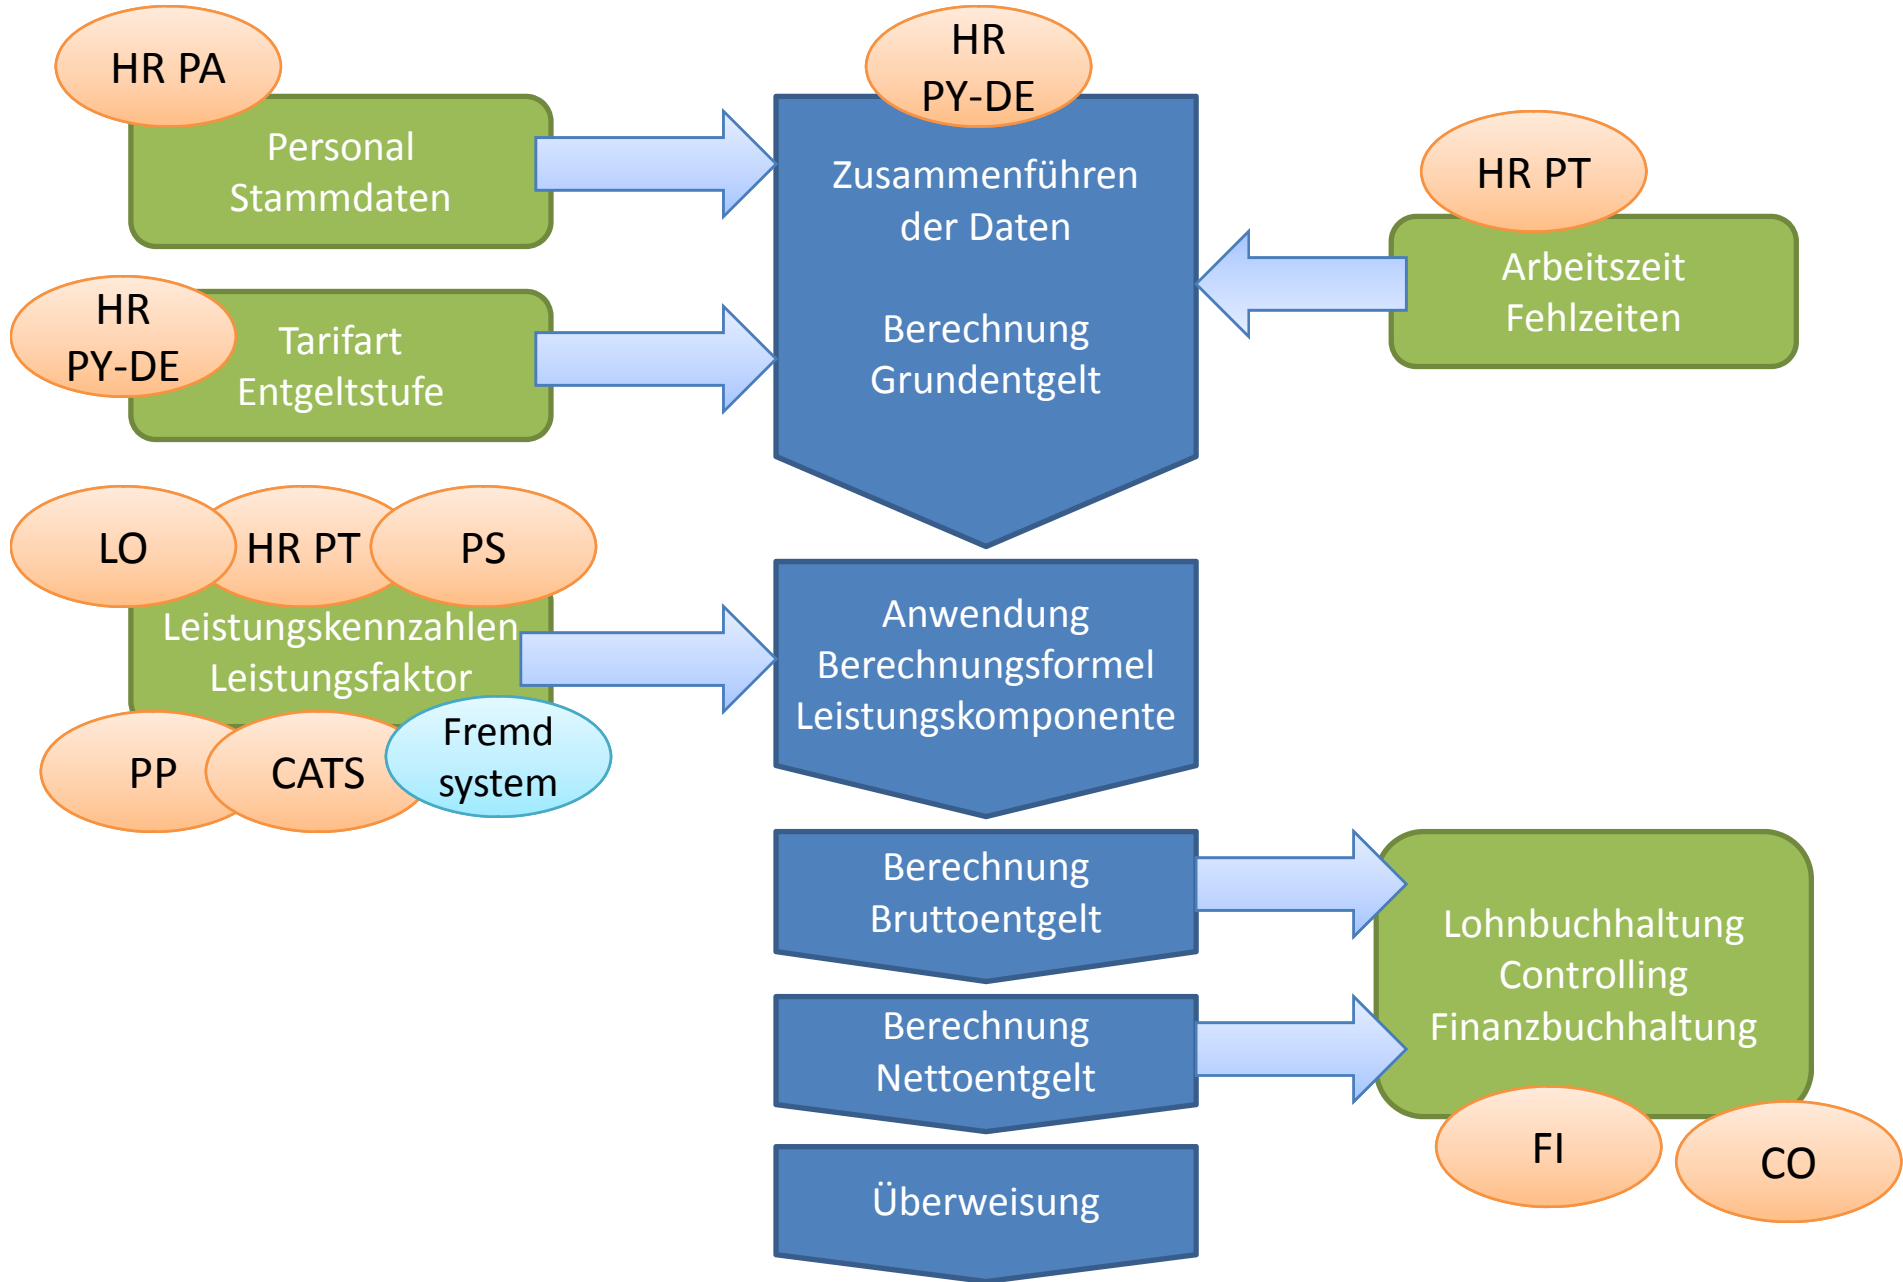 HR PA
Personal
Stammdaten
HR
PY-DE
Tarifart
Entgeltstufe
LO
HR PT
PS
Leistungskennzahlen
Leistungsfaktor
PP
CATS
Fremd
system
HR
PY-DE
Zusammenführen
der Daten
Berechnung
Grundentgelt
Anwendung
Berechnungsformel
Leistungskomponente
Berechnung
Bruttoentgelt
Berechnung
Nettoentgelt
Überweisung
HR PT
Arbeitszeit
Fehlzeiten
Lohnbuchhaltung
Controlling
Finanzbuchhaltung
FI
CO